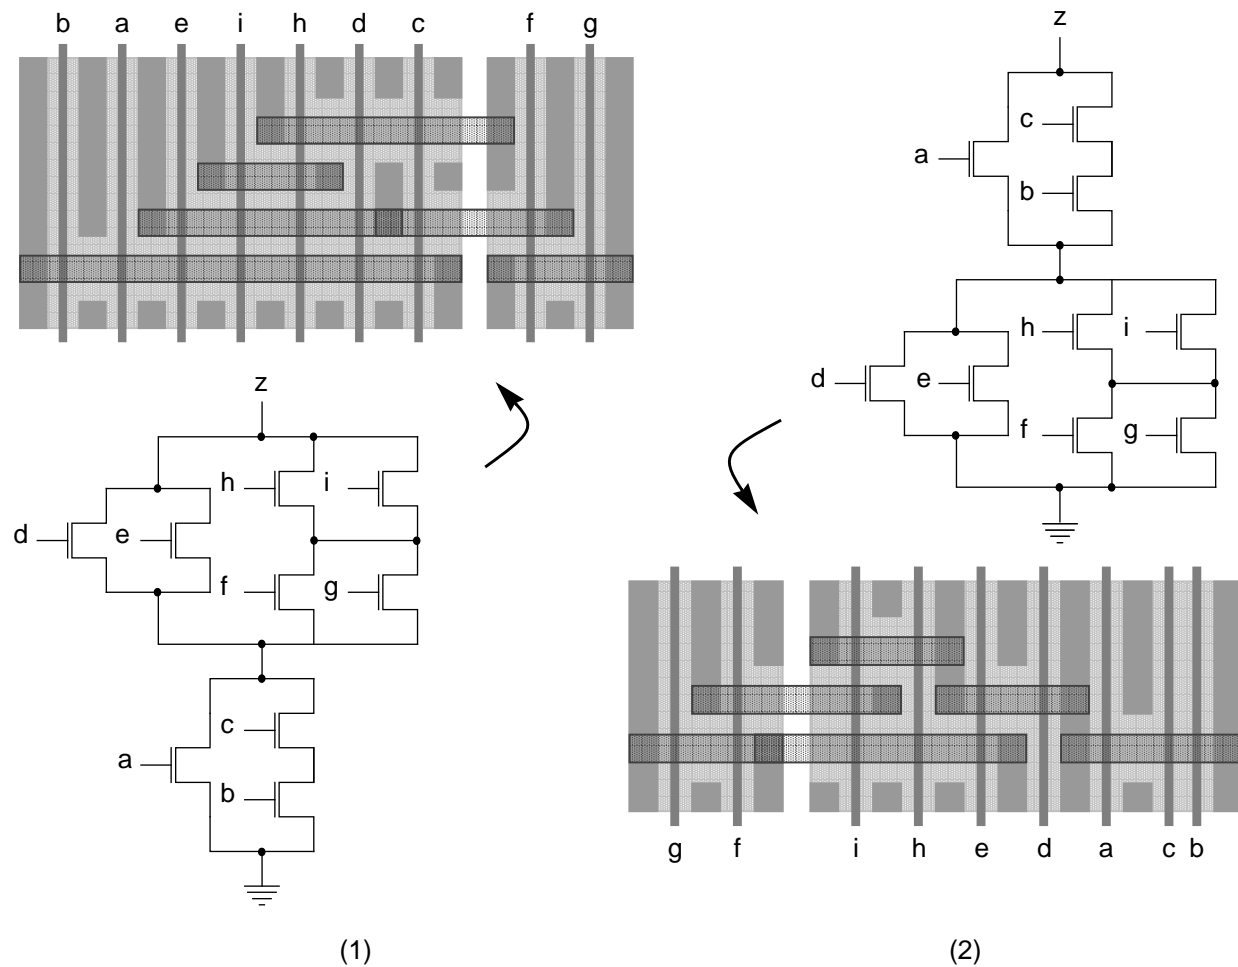 b a e i h d c f g
z
c
a
b
h i
d e
f g
z
h i
d e
f g
c
a
b
g f i h e d a c b
(1) (2)